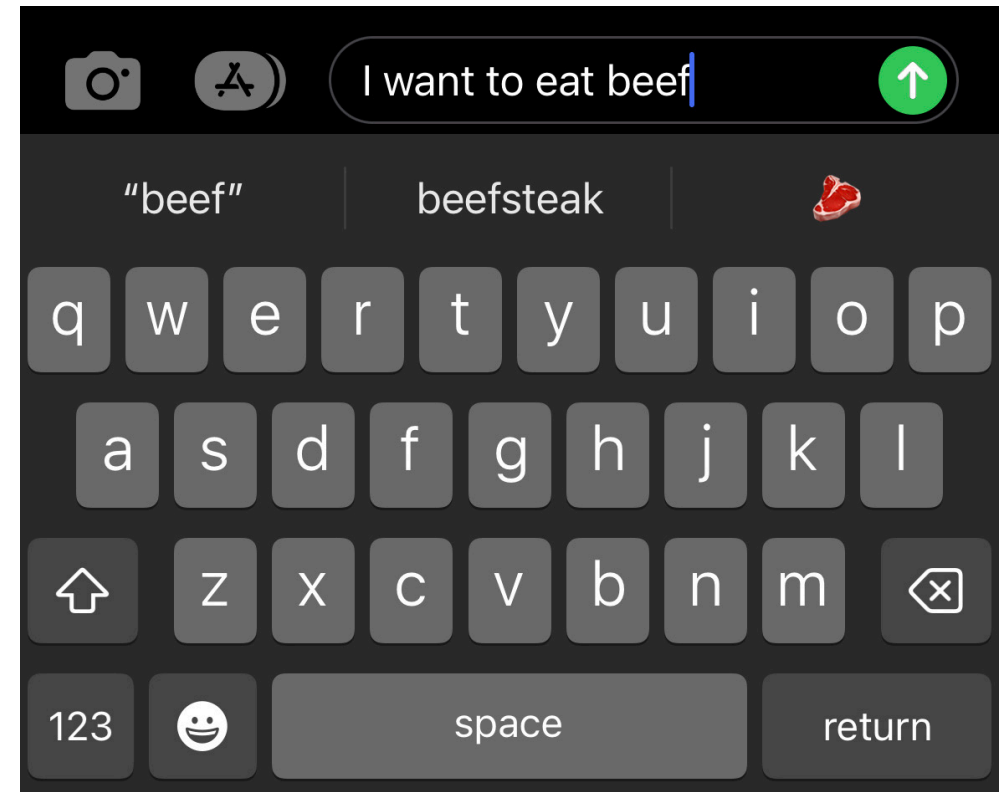 I want to eat beef
“beef” beefsteak
q w e r t y u i o p
a s d f g h j k l
z x c v b n m
123 space return